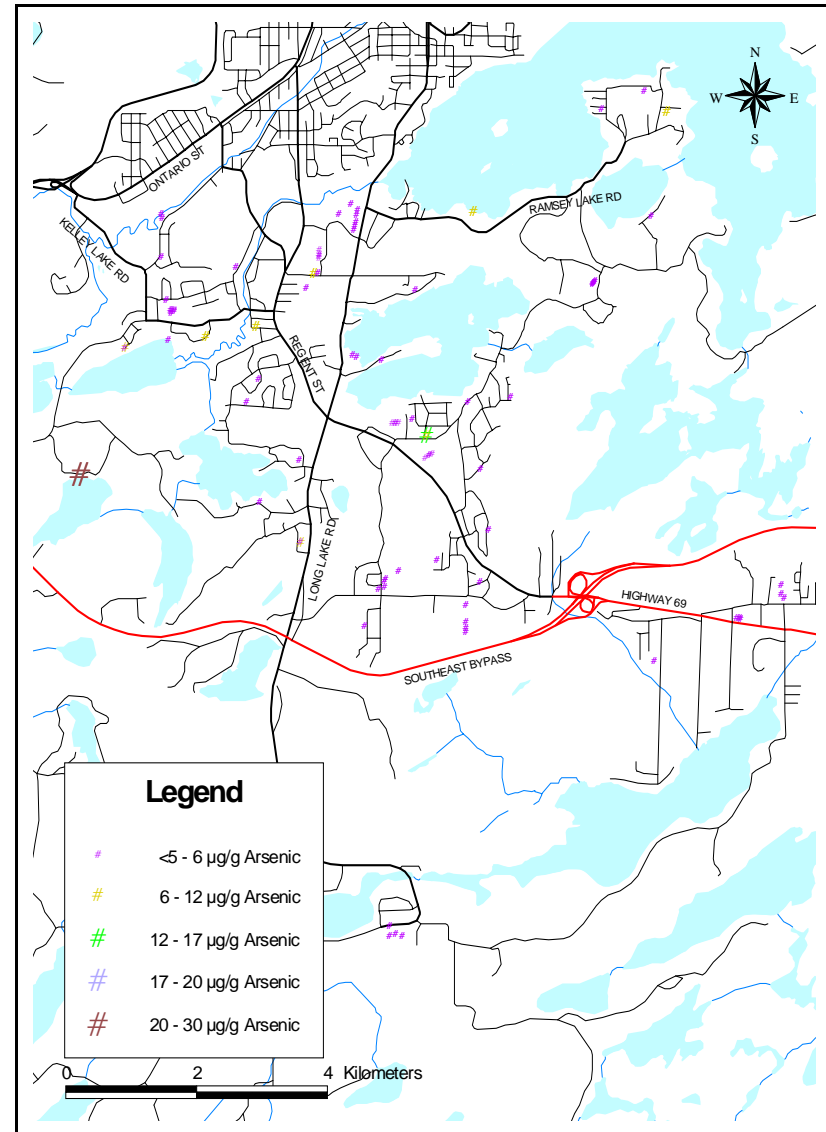 N
W E
S
ONTARIO ST
RAMSEY LAKE RD
KELLEY LAKE RD
REGENT ST
LONG LAKE RD
HIGHWAY 69
SOUTHEAST BYPASS
Legend
# <5 - 6 µg/g Arsenic
# 6 - 12 µg/g Arsenic
# 12 - 17 µg/g Arsenic
# 17 - 20 µg/g Arsenic
# 20 - 30 µg/g Arsenic
0 2 4 Kilometers